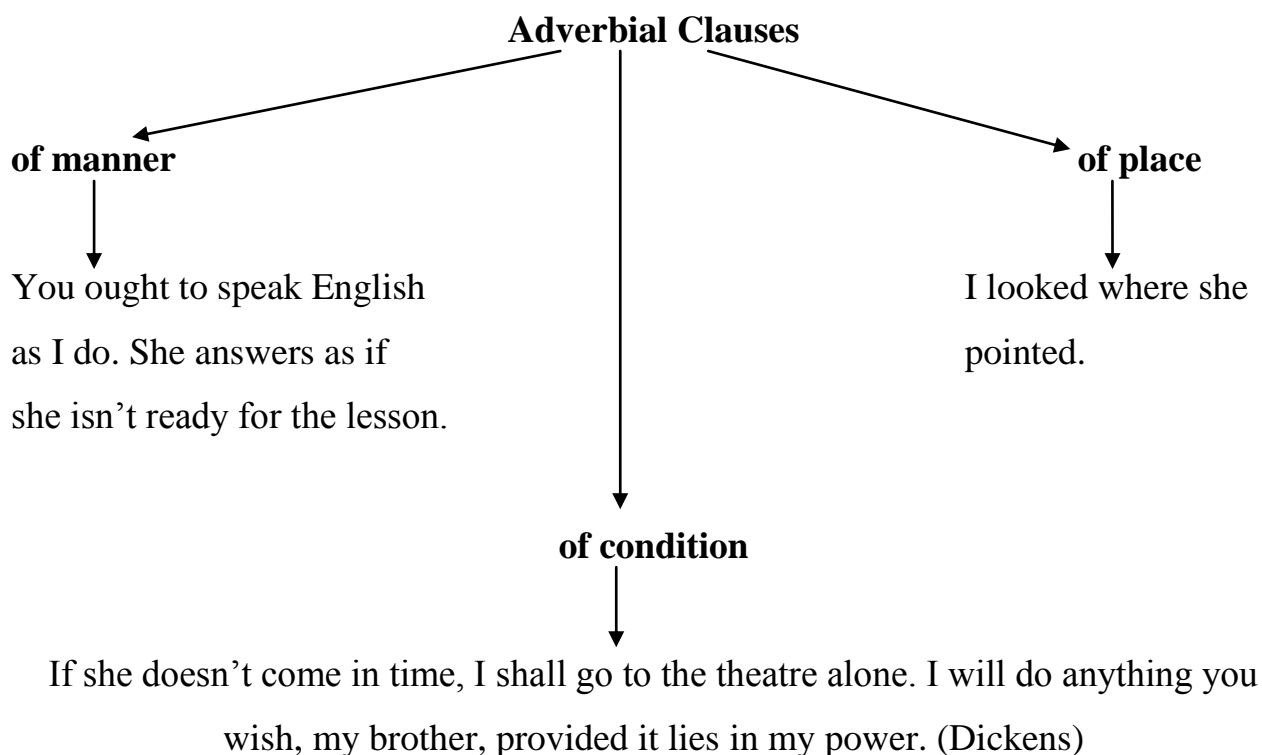 Adverbial Clauses
of manner
of place
You ought to speak English
as I do. She answers as if
she isn’t ready for the lesson.
I looked where she
pointed.
of condition
If she doesn’t come in time, I shall go to the theatre alone. I will do anything you
wish, my brother, provided it lies in my power. (Dickens)